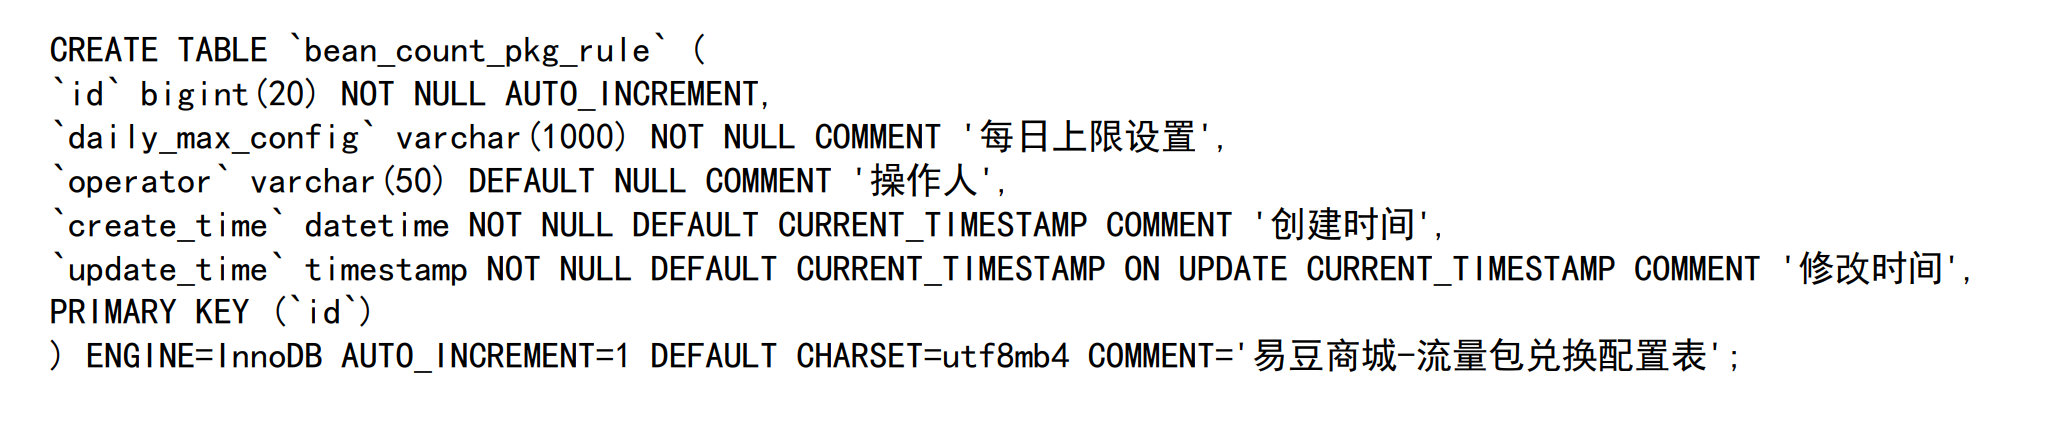 CREATE TABLE `bean_count_pkg_rule` (
`id` bigint(20) NOT NULL AUTO_INCREMENT,
`daily_max_config` varchar(1000) NOT NULL COMMENT '每日上限设置',
`operator` varchar(50) DEFAULT NULL COMMENT '操作人',
`create_time` datetime NOT NULL DEFAULT CURRENT_TIMESTAMP COMMENT '创建时间',
`update_time` timestamp NOT NULL DEFAULT CURRENT_TIMESTAMP ON UPDATE CURRENT_TIMESTAMP COMMENT '修改时间',
PRIMARY KEY (`id`)
) ENGINE=InnoDB AUTO_INCREMENT=1 DEFAULT CHARSET=utf8mb4 COMMENT='易豆商城-流量包兑换配置表';